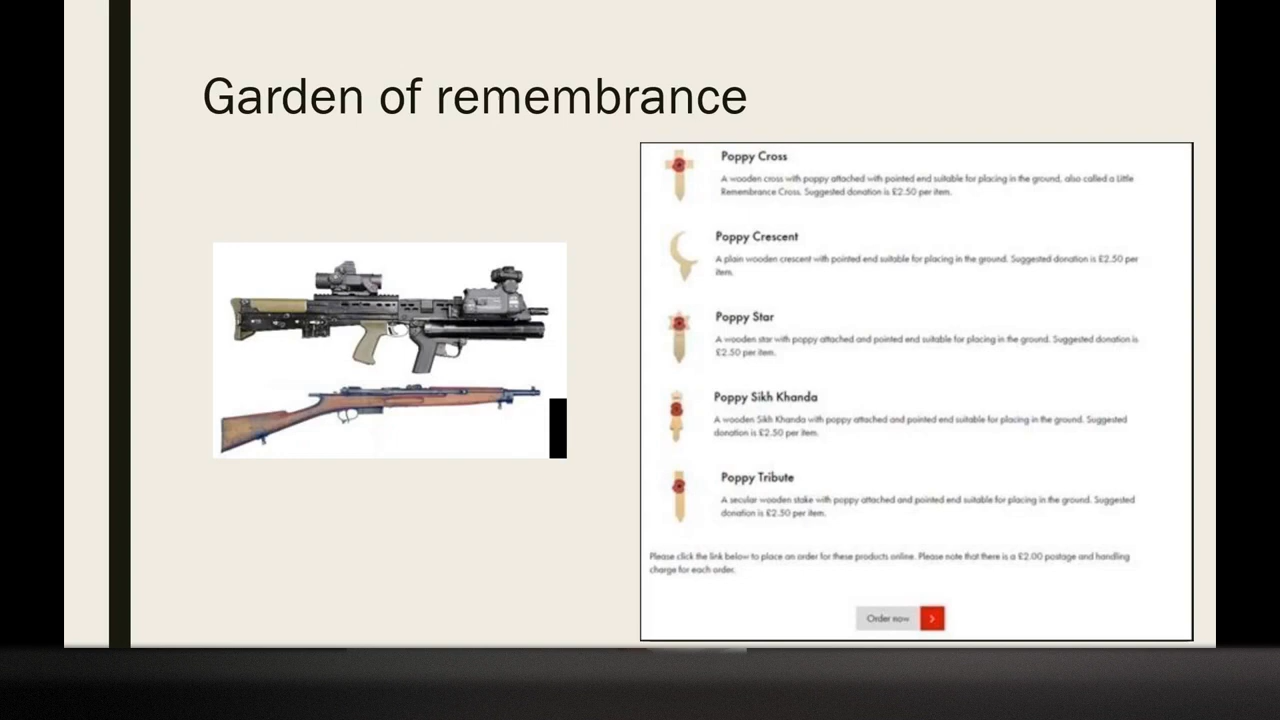 Garden of remembrance
Poppy Cross
A wooden cross with poppy attached with pointed end suitable for placing in the ground, also called a Little
Remembrance Cross. Suggested donation is £2.50 per item.
Poppy Crescent
A plain wooden crescent with pointed end suitable for placing in the ground. Suggested donation is £2.50 per
item.
Poppy Star
A wooden star with poppy attached and pointed end suitable for placing in the ground. Suggested donation is
£2.50 per item.
Poppy Sikh Khanda
A wooden Sikh Khanda with poppy attached and pointed end suitable for placing in the ground. Suggested
donation is £2.50 per item.
Poppy Tribute
A secular wooden stake with poppy attached and pointed end suitable for placing in the ground. Suggested
donation is £2.50 per item.
Please click the link below to place an order for these products online. Please note that there is a £2.00 postage and handling
charge for each order.
Order now